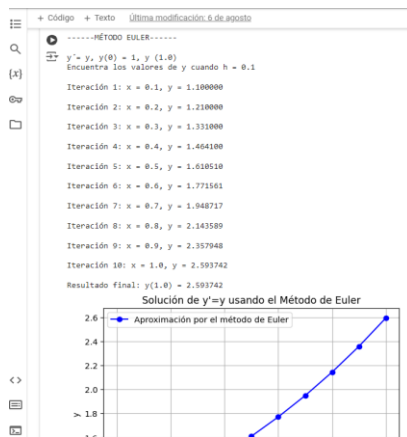 + Código + Texto Última modificación: 6 de agosto
------MÉTODO EULER------
y´= y, y(0) = 1, y (1.0)
Encuentra los valores de y cuando h = 0.1
Iteración 1: x = 0.1, y = 1.100000
Iteración 2: x = 0.2, y = 1.210000
Iteración 3: x = 0.3, y = 1.331000
Iteración 4: x = 0.4, y = 1.464100
Iteración 5: x = 0.5, y = 1.610510
Iteración 6: x = 0.6, y = 1.771561
Iteración 7: x = 0.7, y = 1.948717
Iteración 8: x = 0.8, y = 2.143589
Iteración 9: x = 0.9, y = 2.357948
Iteración 10: x = 1.0, y = 2.593742
Resultado final: y(1.0) = 2.593742
Solución de y'=y usando el Método de Euler
Aproximación por el método de Euler
2.6
2.4
2.2
2.0
1.8
y
{x}